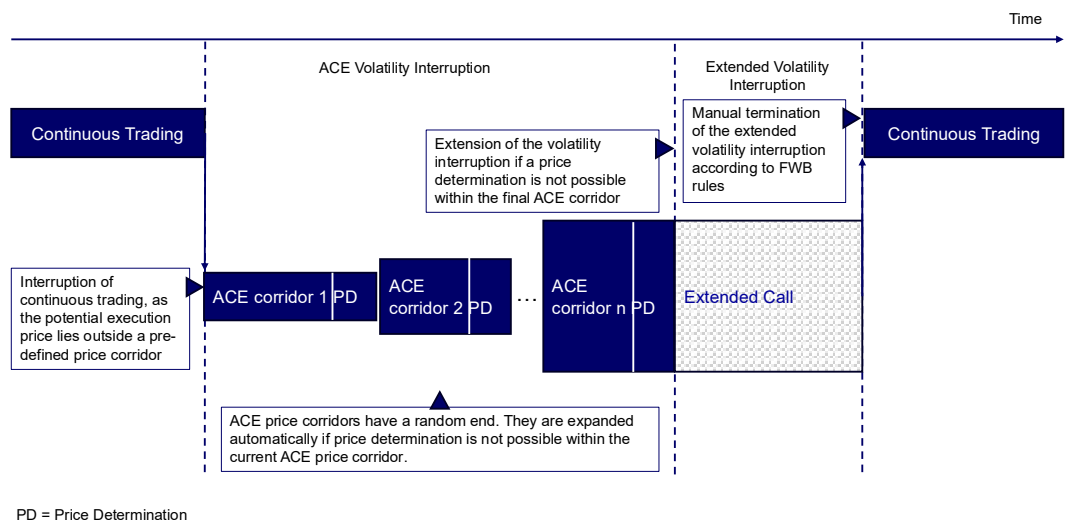 Time
ACE Volatility Interruption
Extended Volatility
Interruption
Continuous Trading
Extension of the volatility
interruption if a price
determination is not possible
within the final ACE corridor
Manual termination
of the extended
volatility interruption
according to FWB
rules
Continuous Trading
Interruption of
continuous trading, as
the potential execution
price lies outside a pre-
defined price corridor
ACE corridor 1 PD
ACE
corridor 2 PD
...
ACE
corridor n PD
Extended Call
ACE price corridors have a random end. They are expanded
automatically if price determination is not possible within the
current ACE price corridor.
PD = Price Determination